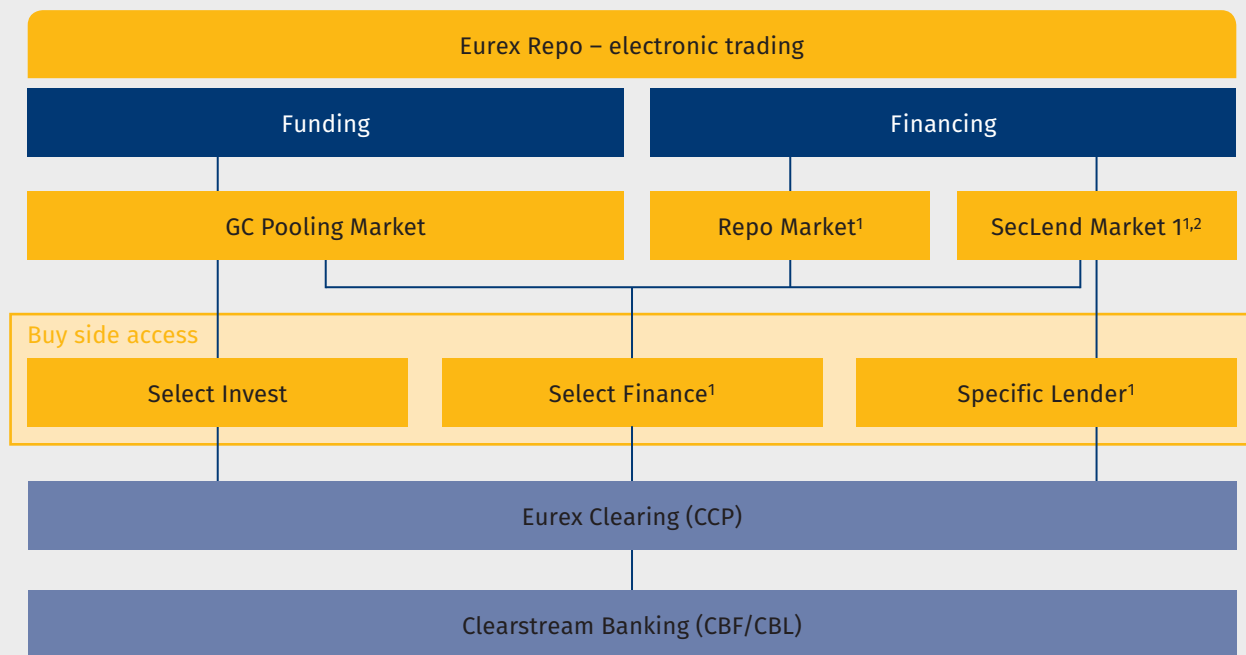 Eurex Repo – electronic trading
Funding
Financing
GC Pooling Market
Repo Market¹
SecLend Market 1¹,²
Buy side access
Select Invest
Select Finance¹
Specific Lender¹
Eurex Clearing (CCP)
Clearstream Banking (CBF/CBL)